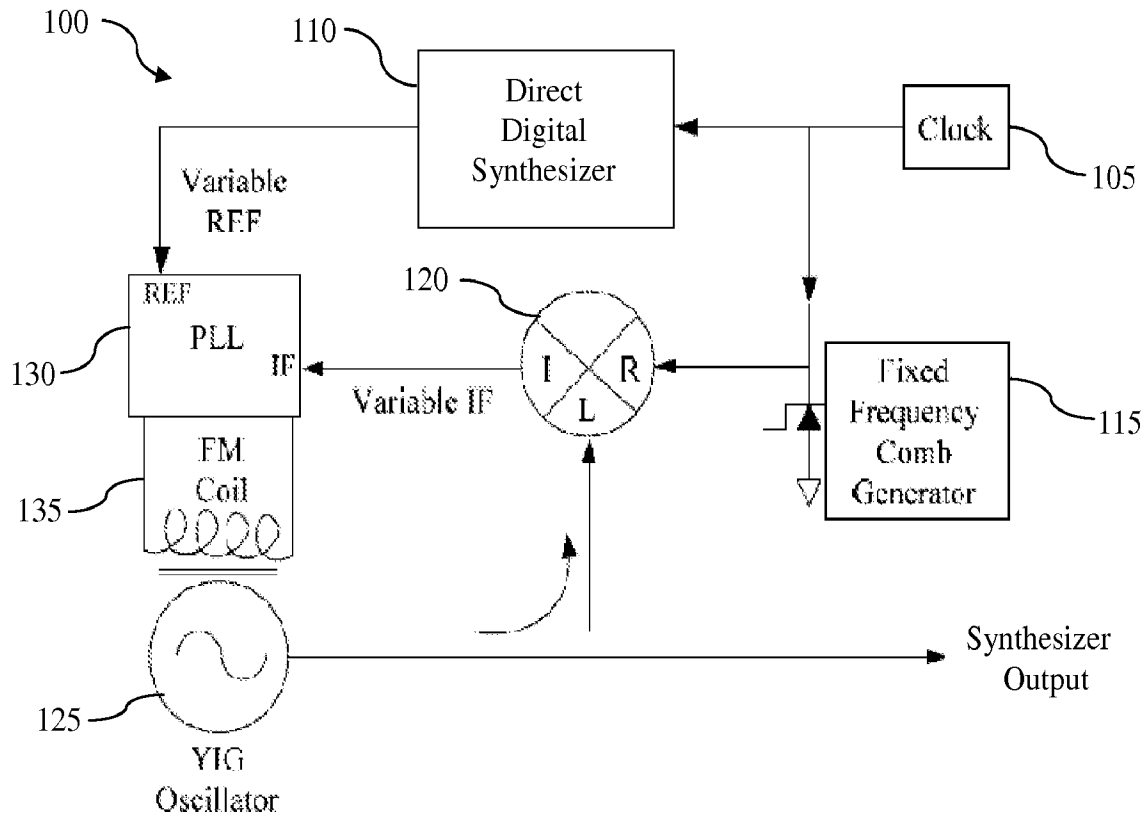 100
110
Direct
Digital
Synthesizer
Clock
105
Variable
REF
REF
PLL
IF
130
120
I
R
L
Variable IF
Fixed
Frequency
Comb
Generator
115
FM
Coil
135
125
YIG
Oscillator
Synthesizer
Output